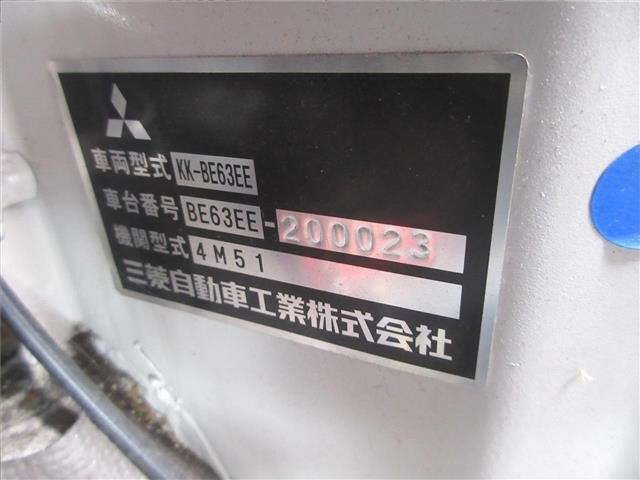 車両型式 KK-BE63EE
車台番号 BE63EE-200023
機関型式 4M51
三菱自動車工業株式会社